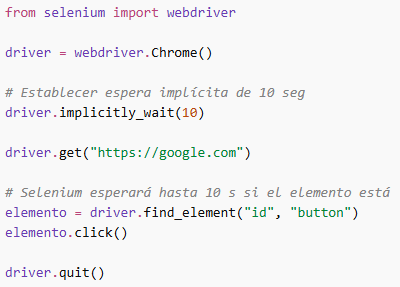 from selenium import webdriver
driver = webdriver.Chrome()
# Establecer espera implícita de 10 seg
driver.implicitly_wait(10)
driver.get("https://google.com")
# Selenium esperará hasta 10 s si el elemento está
elemento = driver.find_element("id", "button")
elemento.click()
driver.quit()